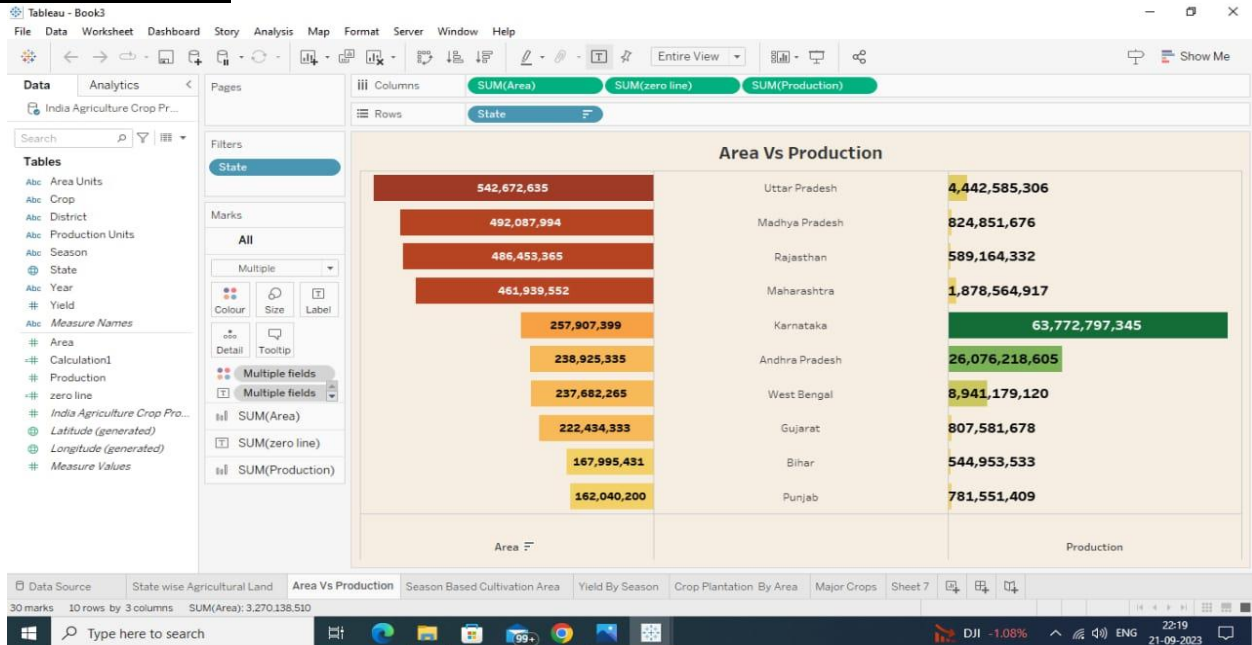 Tableau - Book3
File Data Worksheet Dashboard Story Analysis Map Format Server Window Help
Entire View
Show Me
Data Analytics
India Agriculture Crop Pr...
Search
Tables
Abc Area Units
Abc Crop
Abc District
Abc Production Units
Abc Season
State
Abc Year
# Yield
Abc Measure Names
# Area
=# Calculation1
# Production
=# zero line
# India Agriculture Crop Pro...
Latitude (generated)
Longitude (generated)
# Measure Values
Pages
Filters
State
Marks
All
Multiple
Colour Size Label
Detail Tooltip
Multiple fields
Multiple fields
SUM(Area)
SUM(zero line)
SUM(Production)
Columns SUM(Area) SUM(zero line) SUM(Production)
Rows State
Area Vs Production
542,672,635 Uttar Pradesh 4,442,585,306
492,087,994 Madhya Pradesh 824,851,676
486,453,365 Rajasthan 589,164,332
461,939,552 Maharashtra 1,878,564,917
257,907,399 Karnataka 63,772,797,345
238,925,335 Andhra Pradesh 26,076,218,605
237,682,265 West Bengal 8,941,179,120
222,434,333 Gujarat 807,581,678
167,995,431 Bihar 544,953,533
162,040,200 Punjab 781,551,409
Area Production
Data Source State wise Agricultural Land Area Vs Production Season Based Cultivation Area Yield By Season Crop Plantation By Area Major Crops Sheet 7
30 marks 10 rows by 3 columns SUM(Area): 3,270,138,510
Type here to search
99+
DJI -1.08% ENG 22:19
21-09-2023